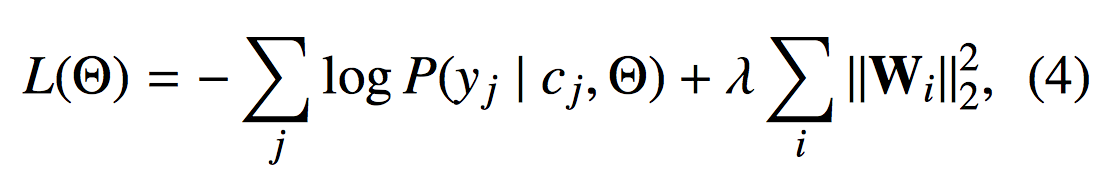 L(Θ) = − ∑_j log P(y_j | c_j, Θ) + λ ∑_i ‖W_i‖_2^2, (4)